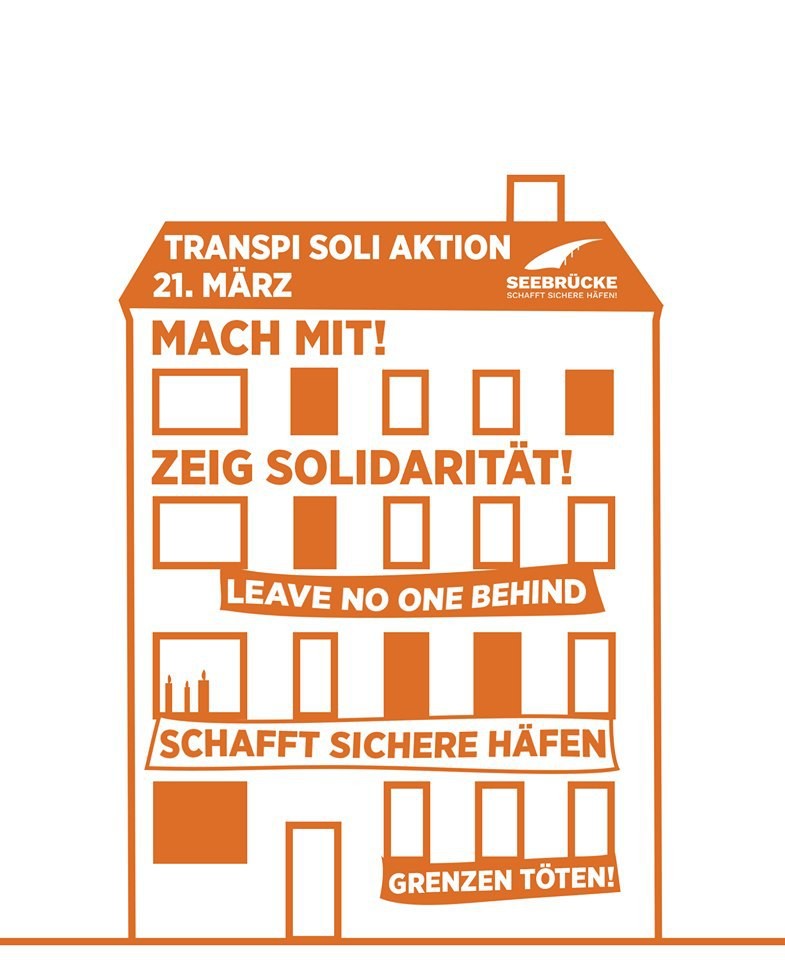 TRANSPI SOLI AKTION
21. MÄRZ
SEEBRÜCKE
SCHAFFT SICHERE HÄFEN!
MACH MIT!
ZEIG SOLIDARITÄT!
LEAVE NO ONE BEHIND
SCHAFFT SICHERE HÄFEN
GRENZEN TÖTEN!